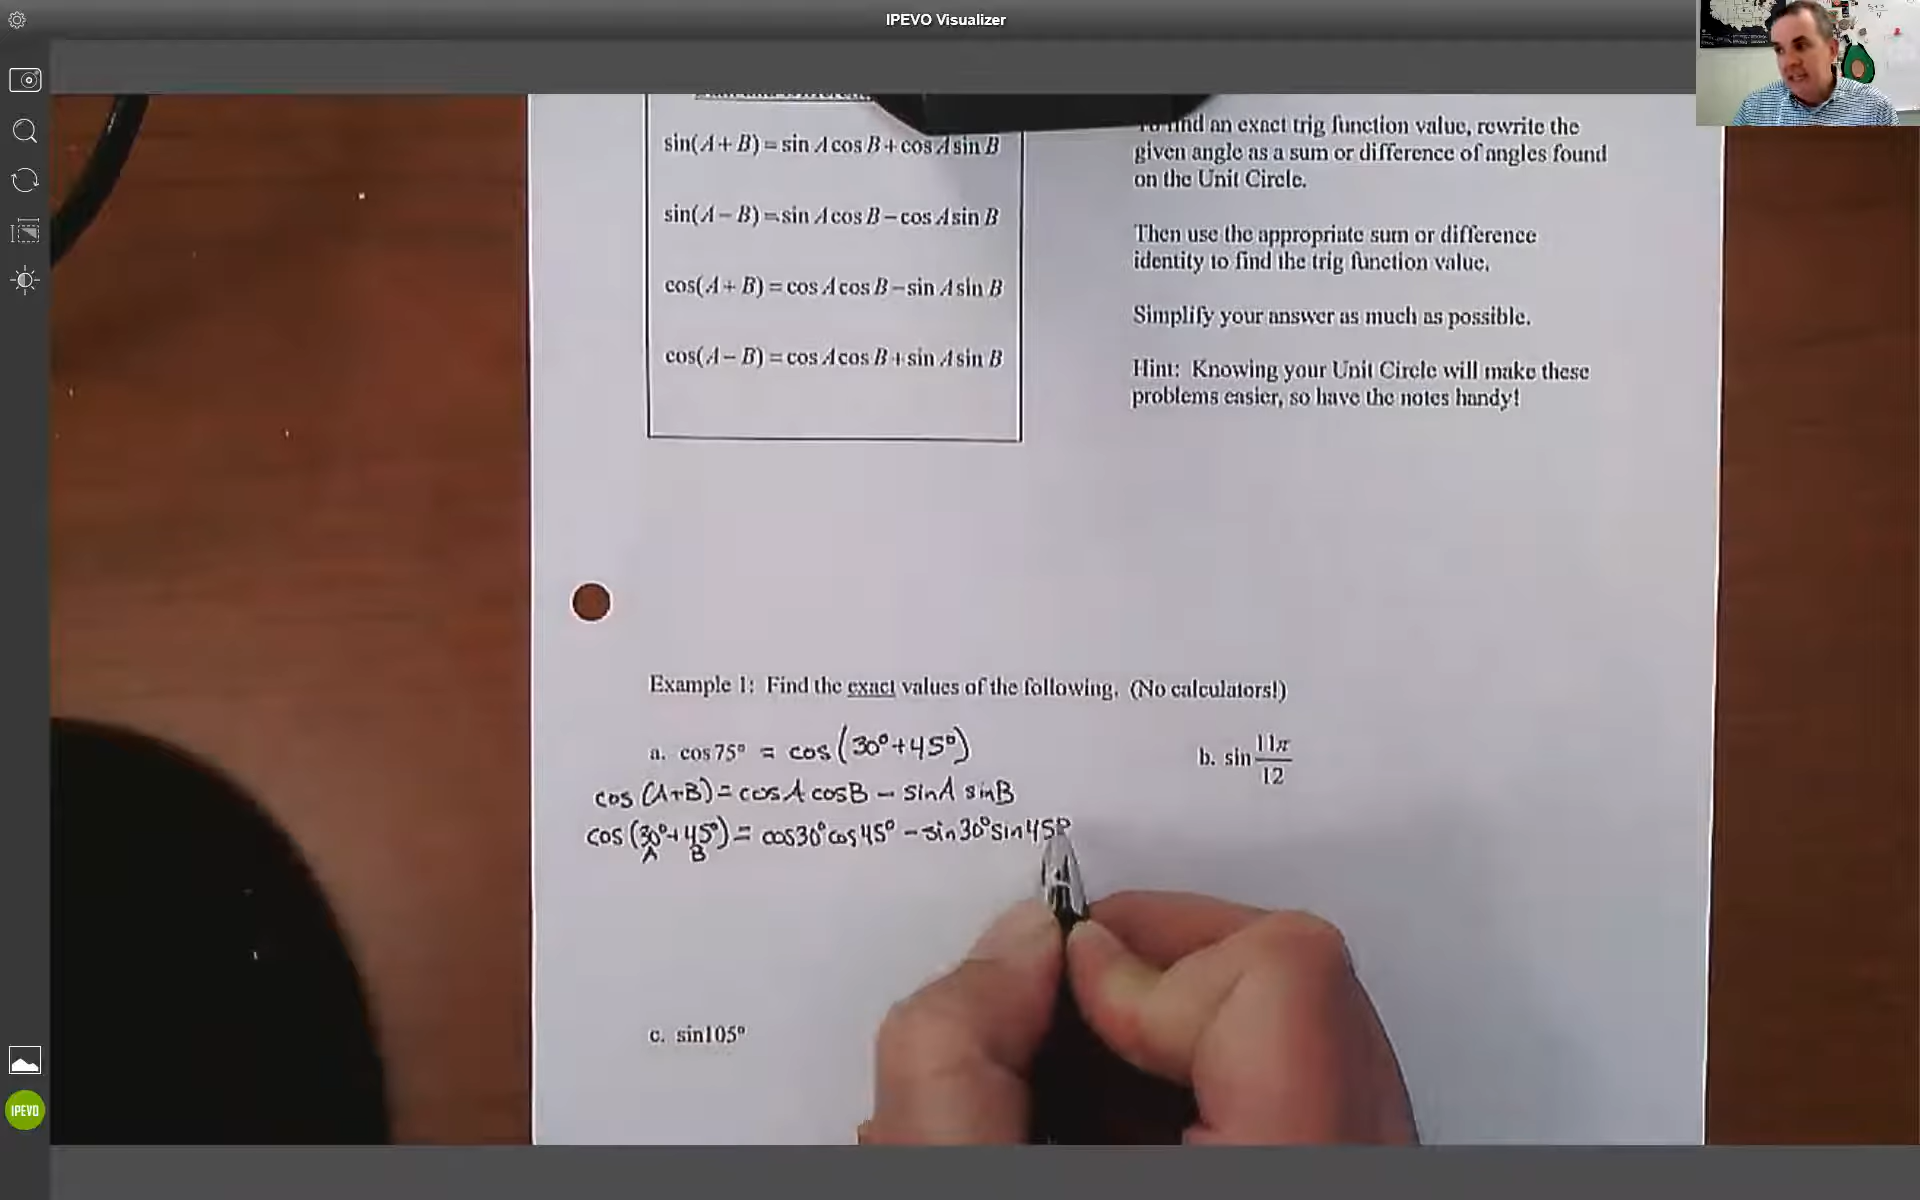 IPEVO Visualizer
sin(A + B) = sin A cos B + cos A sin B
sin(A − B) = sin A cos B − cos A sin B
cos(A + B) = cos A cos B − sin A sin B
cos(A − B) = cos A cos B + sin A sin B
To find an exact trig function value, rewrite the
given angle as a sum or difference of angles found
on the Unit Circle.
Then use the appropriate sum or difference
identity to find the trig function value.
Simplify your answer as much as possible.
Hint: Knowing your Unit Circle will make these
problems easier, so have the notes handy!
Example 1: Find the exact values of the following. (No calculators!)
a. cos 75° = cos (30° + 45°)
cos (A+B) = cos A cos B − sin A sin B
cos (30° + 45°) = cos 30° cos 45° − sin 30° sin 45°
A B
b. sin 11π/12
c. sin105°
IPEVO